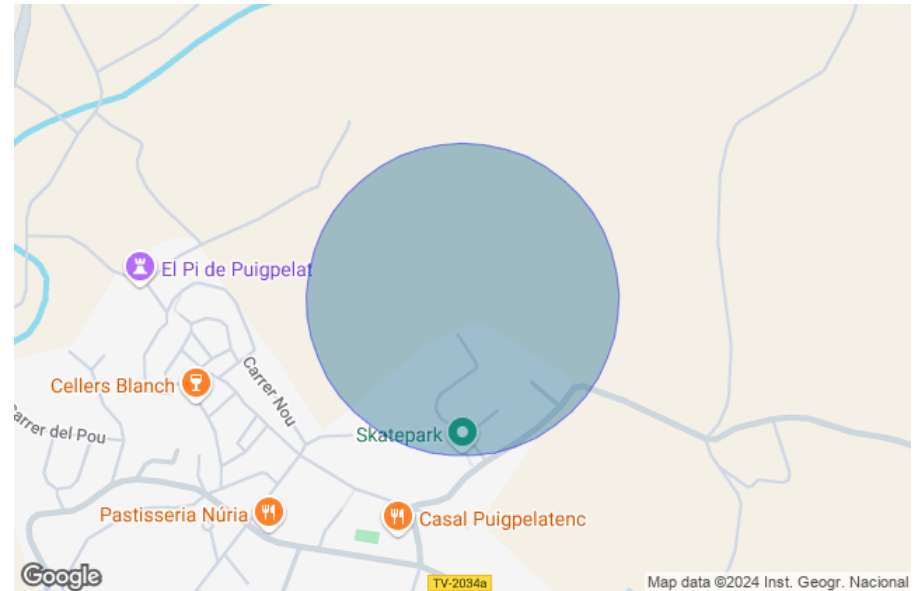 El Pi de Puigpelat
Cellers Blanch
Carrer Nou
Carrer del Pou
Skatepark
Pastisseria Núria
Casal Puigpelatenc
TV-2034a
Google
Map data ©2024 Inst. Geogr. Nacional